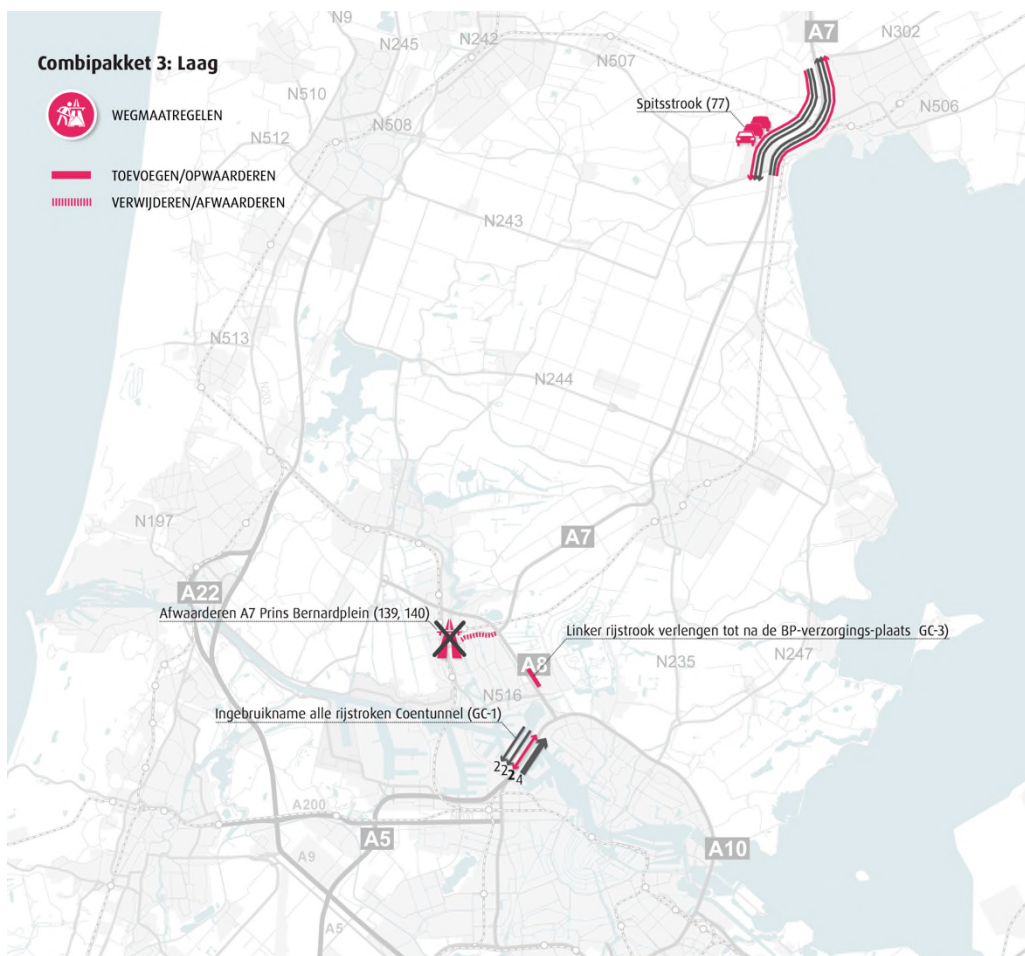 Combipakket 3: Laag
WEGMAATREGELEN
TOEVOEGEN/OPWAARDEREN
VERWIJDEREN/AFWAARDEREN
N9
N245
N242
A7
N302
N507
N510
Spitsstrook (77)
N506
N508
N512
N243
N513
N203
N244
N197
A7
A22
Afwaarderen A7 Prins Bernardplein (139, 140)
Linker rijstrook verlengen tot na de BP-verzorgings-plaats GC-3)
A8
N235
N247
N516
Ingebruikname alle rijstroken Coentunnel (GC-1)
2
2
2
4
A200
A5
A10
A9
A5